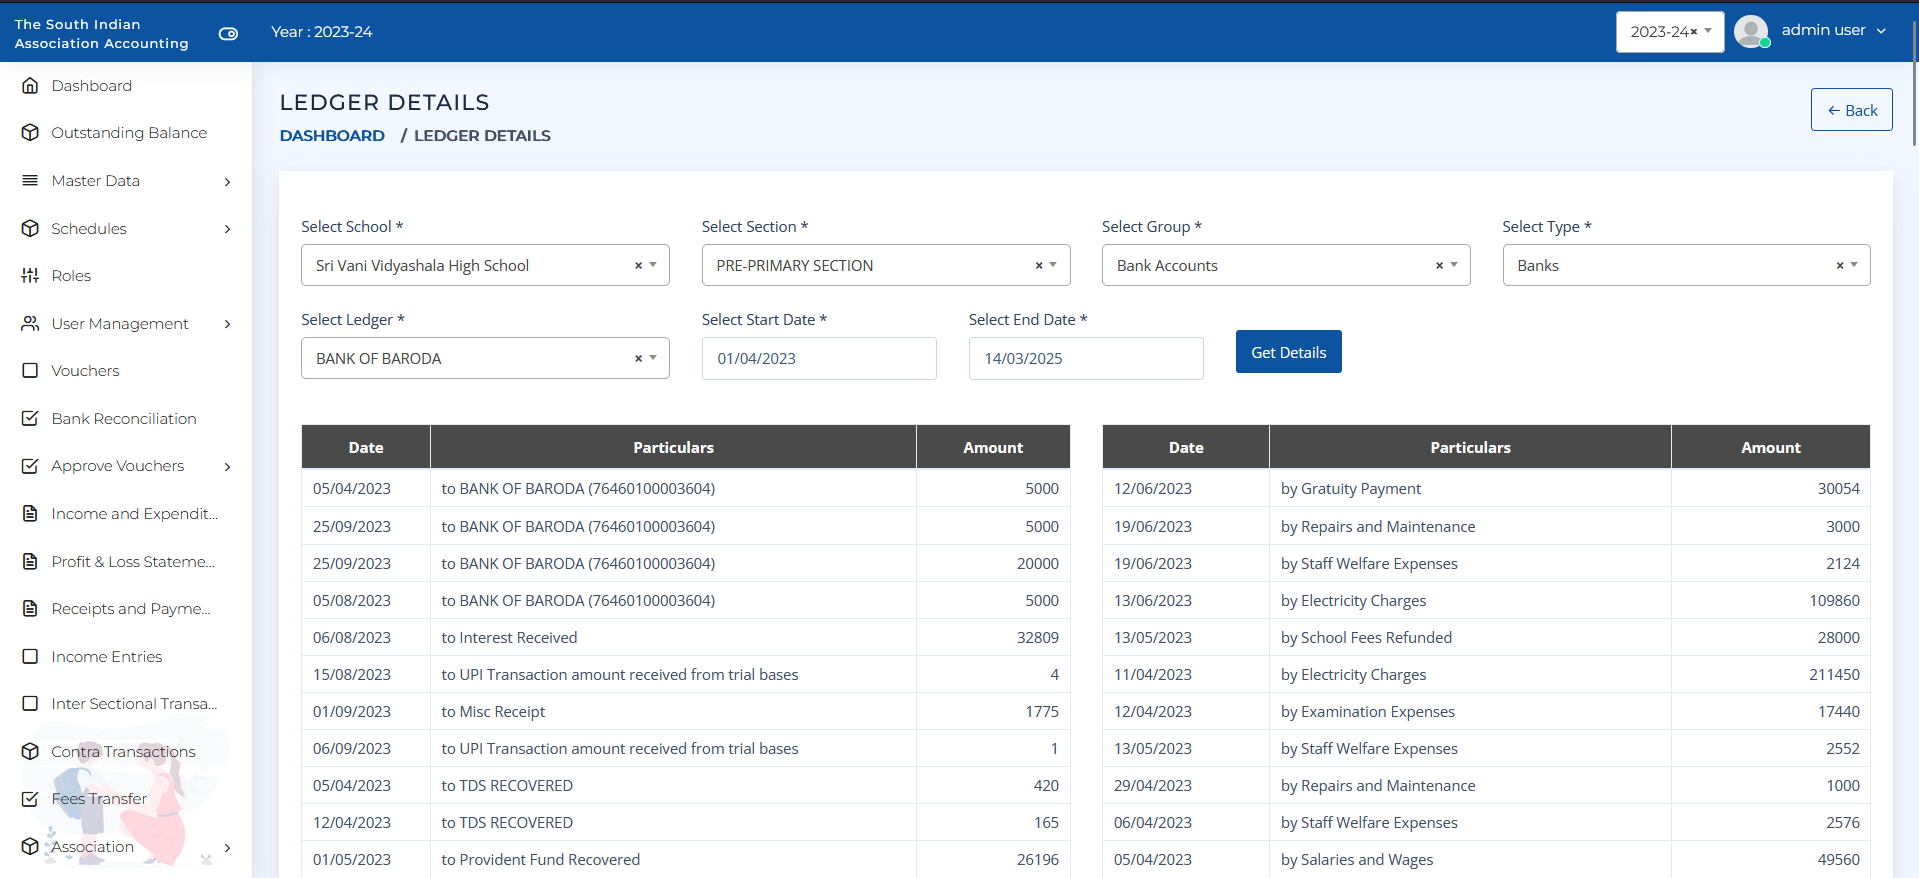 The South Indian
Association Accounting
Year : 2023-24
2023-24×
admin user
Dashboard
Outstanding Balance
Master Data
Schedules
Roles
User Management
Vouchers
Bank Reconciliation
Approve Vouchers
Income and Expendit...
Profit & Loss Stateme...
Receipts and Payme...
Income Entries
Inter Sectional Transa...
Contra Transactions
Fees Transfer
Association
LEDGER DETAILS
DASHBOARD / LEDGER DETAILS
← Back
Select School * Select Section * Select Group * Select Type *
Sri Vani Vidyashala High School × PRE-PRIMARY SECTION × Bank Accounts × Banks ×
Select Ledger * Select Start Date * Select End Date *
BANK OF BARODA × 01/04/2023 14/03/2025 Get Details
Date Particulars Amount
05/04/2023 to BANK OF BARODA (76460100003604) 5000
25/09/2023 to BANK OF BARODA (76460100003604) 5000
25/09/2023 to BANK OF BARODA (76460100003604) 20000
05/08/2023 to BANK OF BARODA (76460100003604) 5000
06/08/2023 to Interest Received 32809
15/08/2023 to UPI Transaction amount received from trial bases 4
01/09/2023 to Misc Receipt 1775
06/09/2023 to UPI Transaction amount received from trial bases 1
05/04/2023 to TDS RECOVERED 420
12/04/2023 to TDS RECOVERED 165
01/05/2023 to Provident Fund Recovered 26196
Date Particulars Amount
12/06/2023 by Gratuity Payment 30054
19/06/2023 by Repairs and Maintenance 3000
19/06/2023 by Staff Welfare Expenses 2124
13/06/2023 by Electricity Charges 109860
13/05/2023 by School Fees Refunded 28000
11/04/2023 by Electricity Charges 211450
12/04/2023 by Examination Expenses 17440
13/05/2023 by Staff Welfare Expenses 2552
29/04/2023 by Repairs and Maintenance 1000
06/04/2023 by Staff Welfare Expenses 2576
05/04/2023 by Salaries and Wages 49560